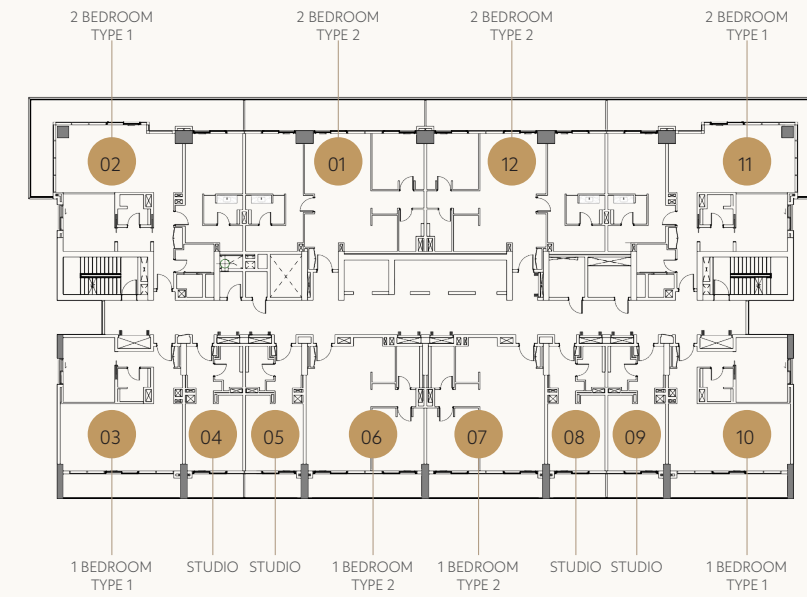 2 BEDROOM
TYPE 1
2 BEDROOM
TYPE 2
2 BEDROOM
TYPE 2
2 BEDROOM
TYPE 1
02
01
12
11
03
04
05
06
07
08
09
10
1 BEDROOM
TYPE 1
STUDIO
STUDIO
1 BEDROOM
TYPE 2
1 BEDROOM
TYPE 2
STUDIO
STUDIO
1 BEDROOM
TYPE 1